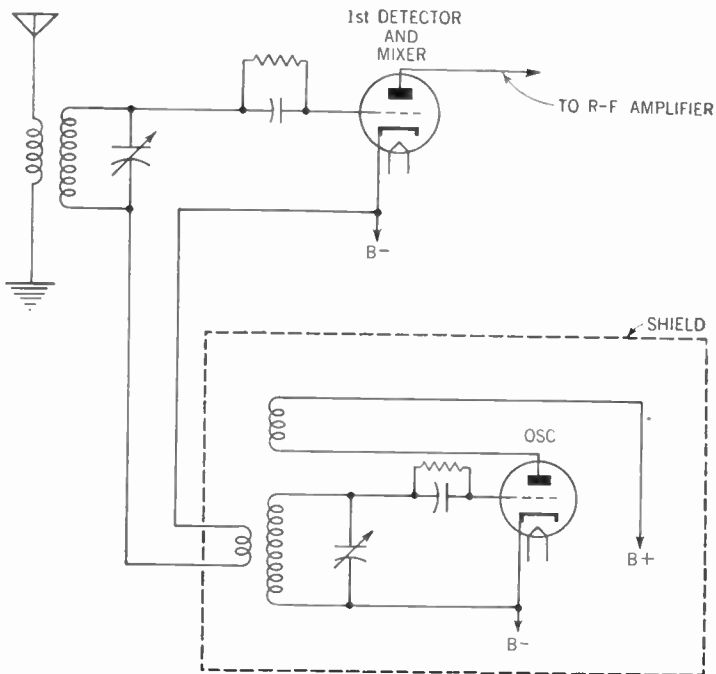 1st DETECTOR
AND
MIXER
TO R-F AMPLIFIER
B-
SHIELD
OSC
B+
B-